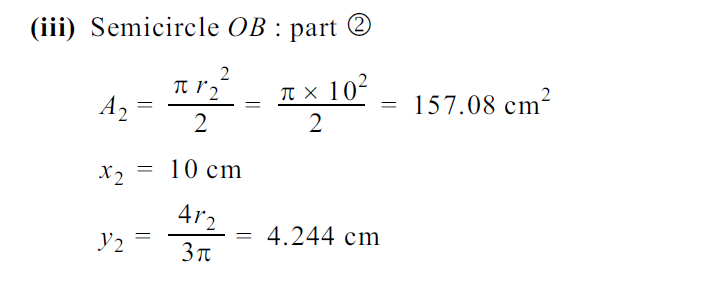 (iii) Semicircle OB : part ②
A₂ = π r₂² / 2 = π × 10² / 2 = 157.08 cm²
x₂ = 10 cm
y₂ = 4r₂ / 3π = 4.244 cm